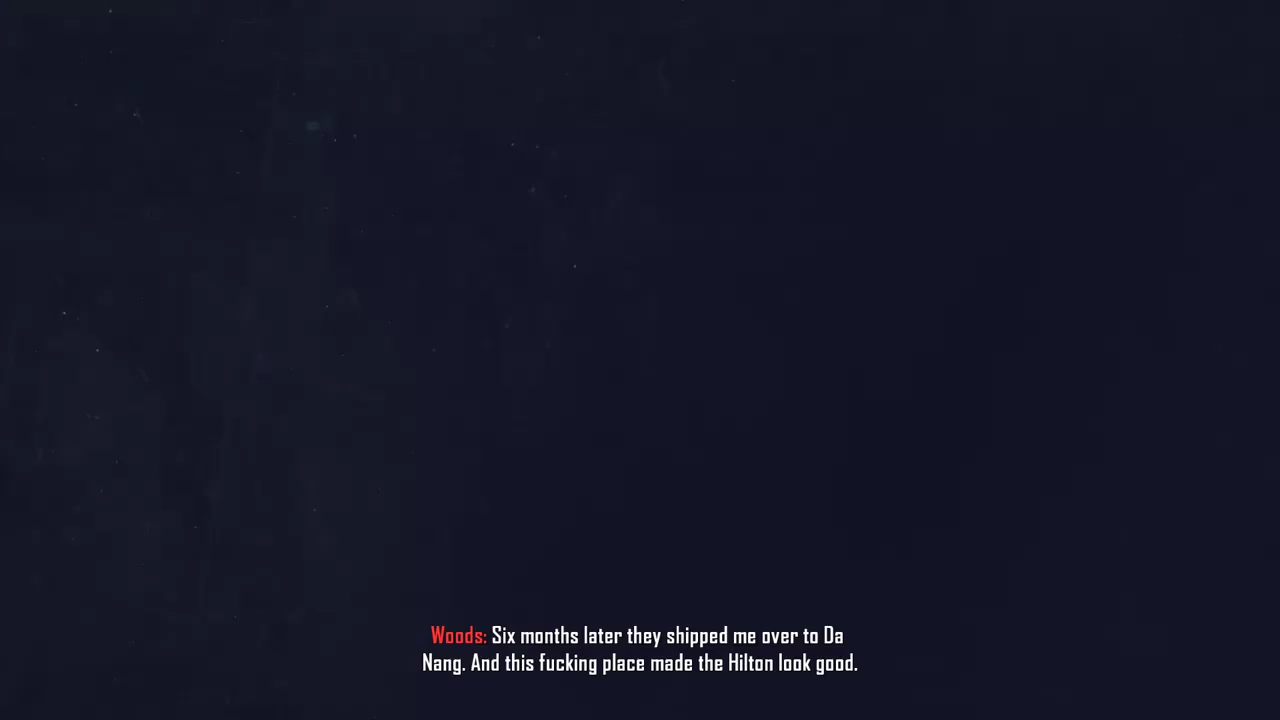 Woods: Six months later they shipped me over to Da
Nang. And this fucking place made the Hilton look good.